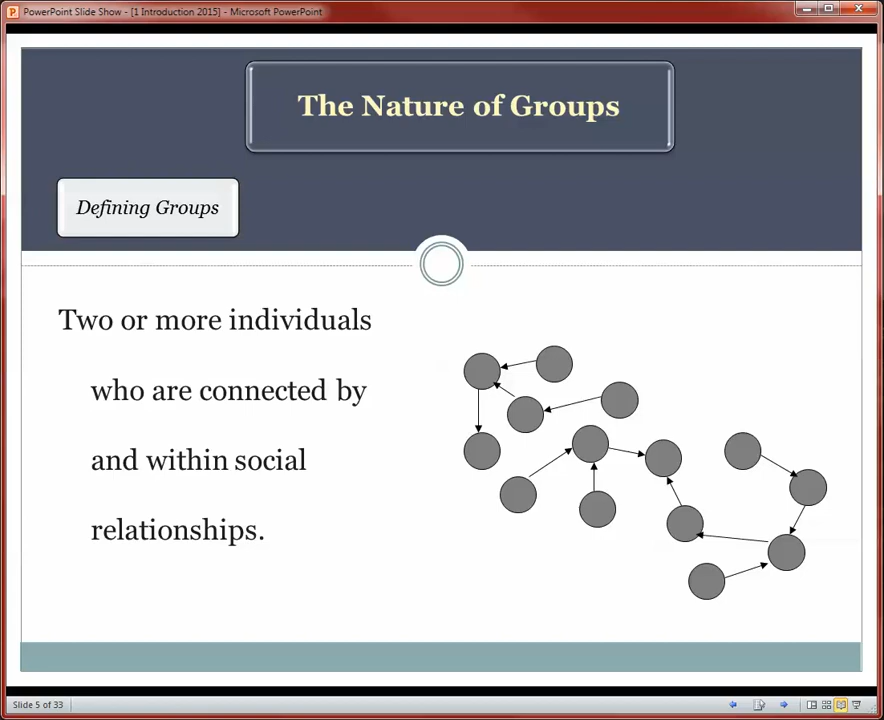 PowerPoint Slide Show - [1 Introduction 2015] - Microsoft PowerPoint
The Nature of Groups
Defining Groups
Two or more individuals
who are connected by
and within social
relationships.
Slide 5 of 33